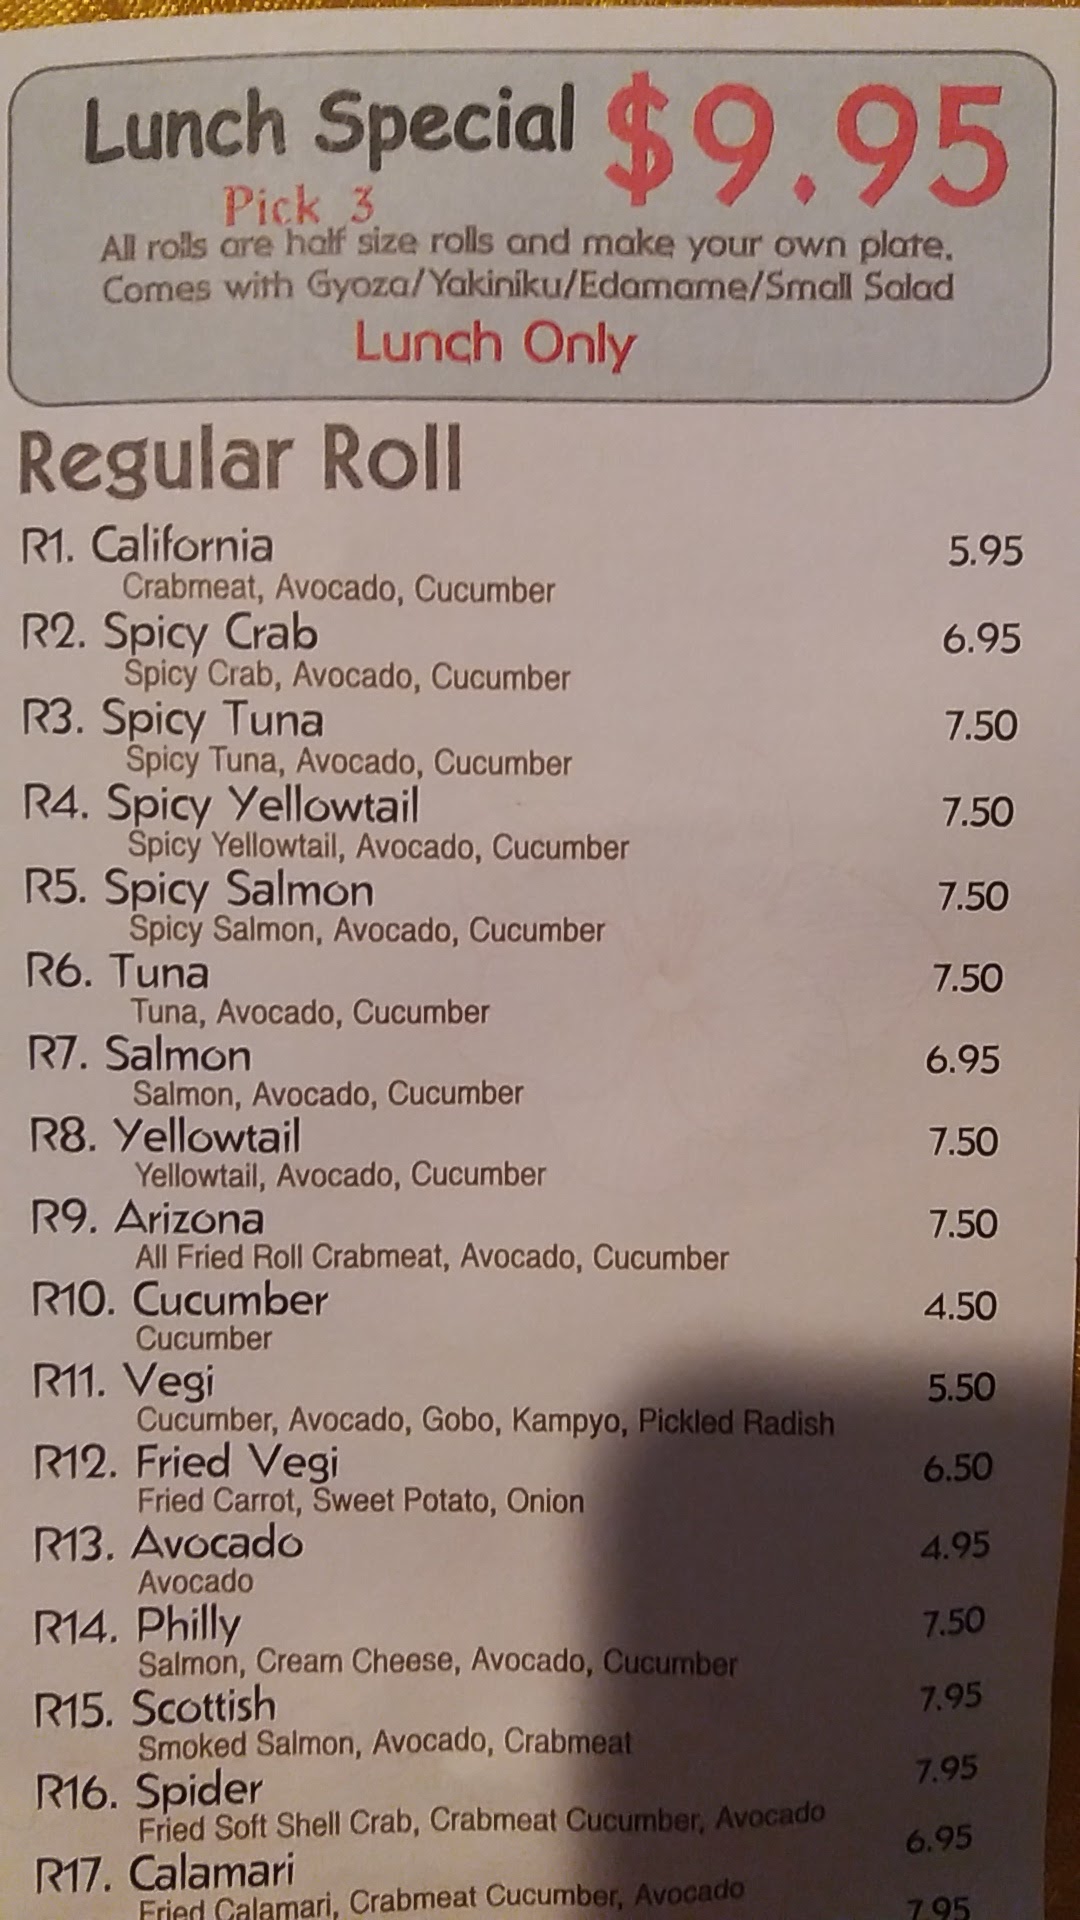 Lunch Special $9.95
Pick 3
All rolls are half size rolls and make your own plate.
Comes with Gyoza/Yakiniku/Edamame/Small Salad
Lunch Only
Regular Roll
R1. California 5.95
Crabmeat, Avocado, Cucumber
R2. Spicy Crab 6.95
Spicy Crab, Avocado, Cucumber
R3. Spicy Tuna 7.50
Spicy Tuna, Avocado, Cucumber
R4. Spicy Yellowtail 7.50
Spicy Yellowtail, Avocado, Cucumber
R5. Spicy Salmon 7.50
Spicy Salmon, Avocado, Cucumber
R6. Tuna 7.50
Tuna, Avocado, Cucumber
R7. Salmon 6.95
Salmon, Avocado, Cucumber
R8. Yellowtail 7.50
Yellowtail, Avocado, Cucumber
R9. Arizona 7.50
All Fried Roll Crabmeat, Avocado, Cucumber
R10. Cucumber 4.50
Cucumber
R11. Vegi 5.50
Cucumber, Avocado, Gobo, Kampyo, Pickled Radish
R12. Fried Vegi 6.50
Fried Carrot, Sweet Potato, Onion
R13. Avocado 4.95
Avocado
R14. Philly 7.50
Salmon, Cream Cheese, Avocado, Cucumber
R15. Scottish 7.95
Smoked Salmon, Avocado, Crabmeat
R16. Spider 7.95
Fried Soft Shell Crab, Crabmeat Cucumber, Avocado
R17. Calamari 6.95
Fried Calamari, Crabmeat Cucumber, Avocado
7.95